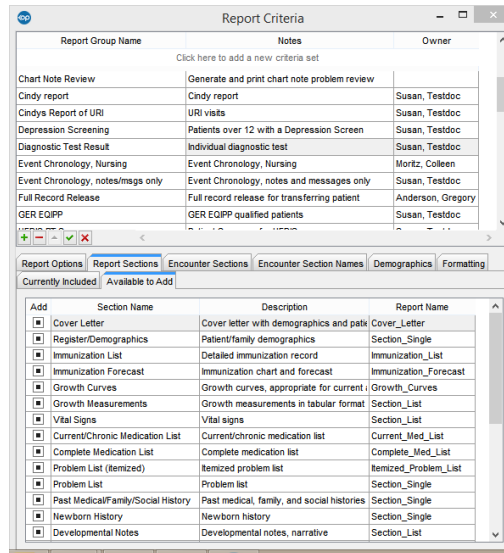 opp
Report Criteria
Report Group Name Notes Owner
Click here to add a new criteria set
Chart Note Review Generate and print chart note problem review
Cindy report Cindy report Susan, Testdoc
Cindys Report of URI URI visits Susan, Testdoc
Depression Screening Patients over 12 with a Depression Screen Susan, Testdoc
Diagnostic Test Result Individual diagnostic test Susan, Testdoc
Event Chronology, Nursing Event Chronology, Nursing Moritz, Colleen
Event Chronology, notes/msgs only Event Chronology, notes and messages only Susan, Testdoc
Full Record Release Full record release for transferring patient Anderson, Gregory
GER EQIPP GER EQIPP qualified patients Susan, Testdoc
Report Options Report Sections Encounter Sections Encounter Section Names Demographics Formatting
Currently Included Available to Add
Add Section Name Description Report Name
Cover Letter Cover letter with demographics and patie Cover_Letter
Register/Demographics Patient/family demographics Section_Single
Immunization List Detailed immunization record Immunization_List
Immunization Forecast Immunization chart and forecast Immunization_Forecast
Growth Curves Growth curves, appropriate for current Growth_Curves
Growth Measurements Growth measurements in tabular format Section_List
Vital Signs Vital signs Section_List
Current/Chronic Medication List Current/chronic medication list Current_Med_List
Complete Medication List Complete medication list Complete_Med_List
Problem List (itemized) Itemized problem list Itemized_Problem_List
Problem List Problem list Section_Single
Past Medical/Family/Social History Past medical, family, and social histories Section_Single
Newborn History Newborn history Section_Single
Developmental Notes Developmental notes, narrative Section_List